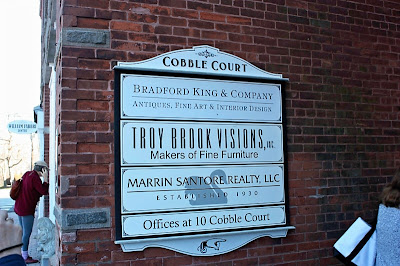 COBBLE COURT
BRADFORD KING & COMPANY
ANTIQUES, FINE ART & INTERIOR DESIGN
TROY BROOK VISIONS, INC.
Makers of Fine Furniture
MARRIN SANTORE REALTY, LLC
ESTABLISHED 1930
Offices at 10 Cobble Court